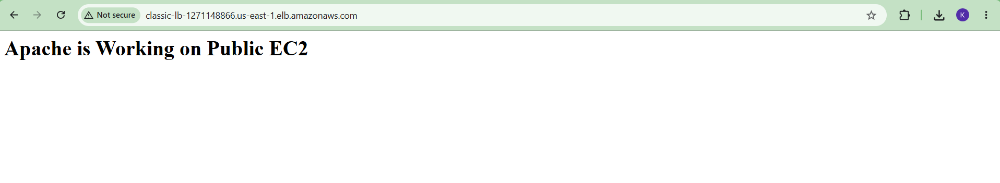 Not secure
classic-lb-1271148866.us-east-1.elb.amazonaws.com
K
Apache is Working on Public EC2